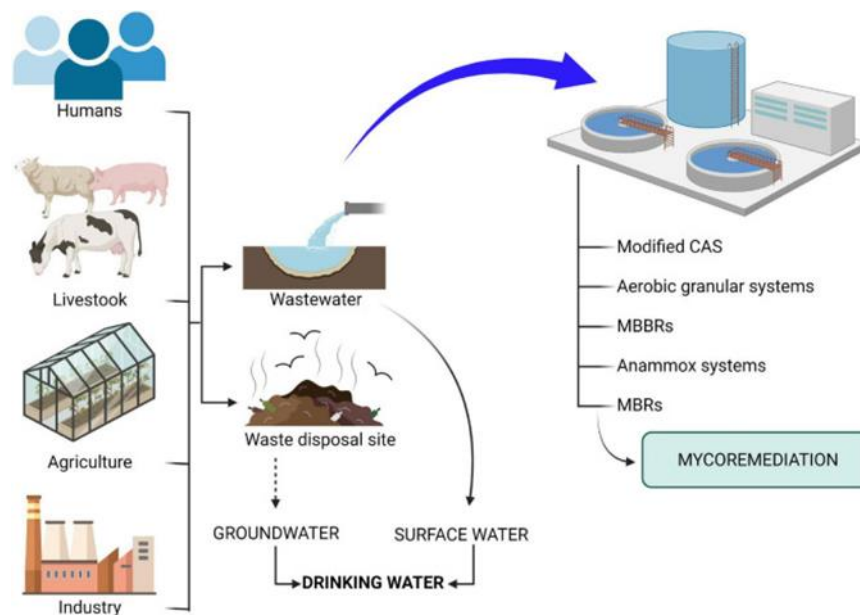 Humans
Livestook
Agriculture
Industry
Wastewater
Waste disposal site
GROUNDWATER
SURFACE WATER
DRINKING WATER
Modified CAS
Aerobic granular systems
MBBRs
Anammox systems
MBRs
MYCOREMEDIATION